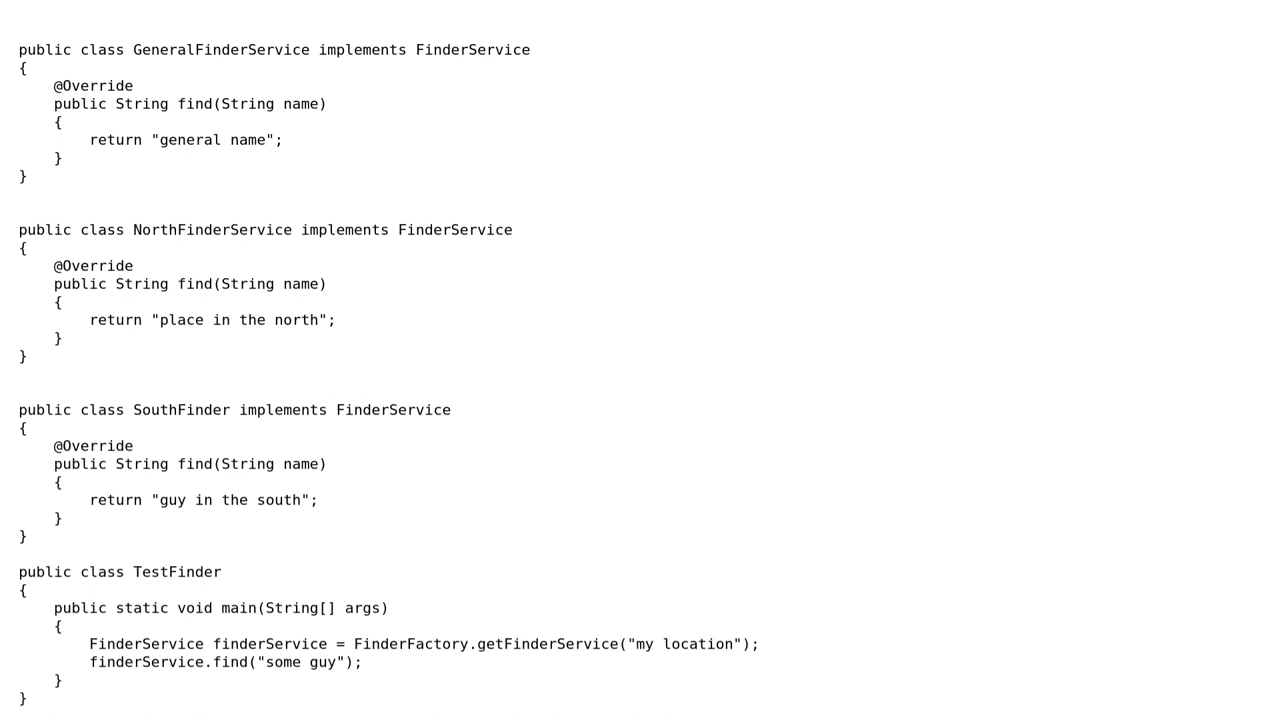 public class GeneralFinderService implements FinderService
{
    @Override
    public String find(String name)
    {
        return "general name";
    }
}
public class NorthFinderService implements FinderService
{
    @Override
    public String find(String name)
    {
        return "place in the north";
    }
}
public class SouthFinder implements FinderService
{
    @Override
    public String find(String name)
    {
        return "guy in the south";
    }
}
public class TestFinder
{
    public static void main(String[] args)
    {
        FinderService finderService = FinderFactory.getFinderService("my location");
        finderService.find("some guy");
    }
}